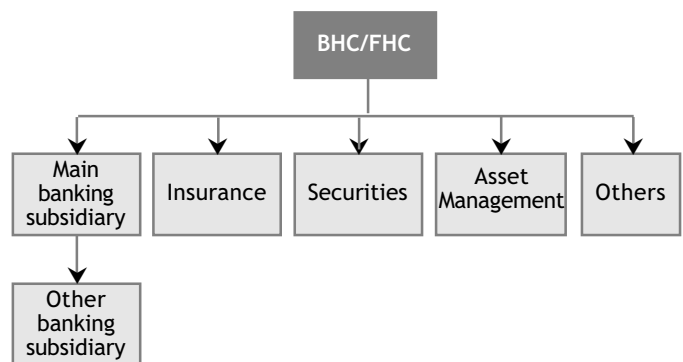 BHC/FHC
Main
banking
subsidiary
Insurance
Securities
Asset
Management
Others
Other
banking
subsidiary